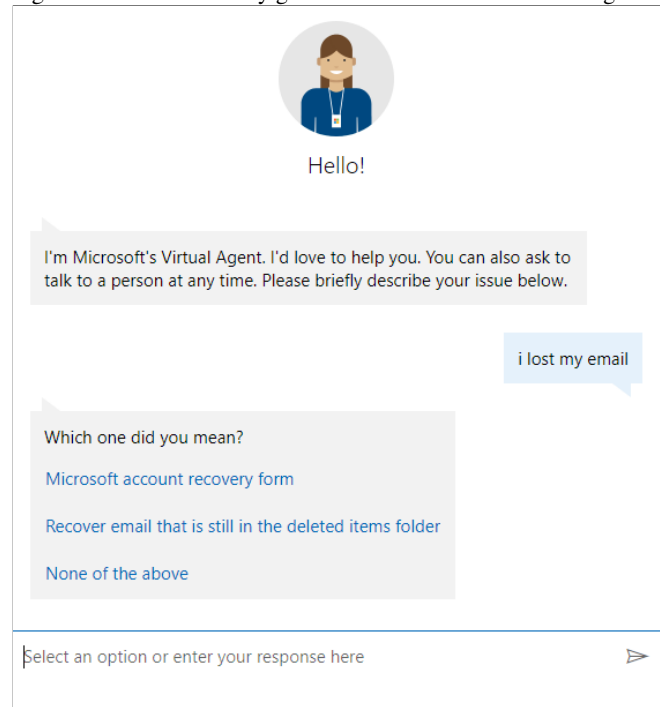 Hello!
I'm Microsoft's Virtual Agent. I'd love to help you. You can also ask to
talk to a person at any time. Please briefly describe your issue below.
i lost my email
Which one did you mean?
Microsoft account recovery form
Recover email that is still in the deleted items folder
None of the above
Select an option or enter your response here